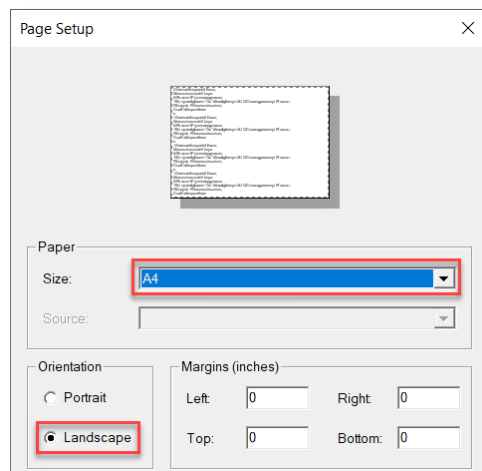 Page Setup
Paper
Size: A4
Source:
Orientation
Portrait
Landscape
Margins (inches)
Left: 0 Right: 0
Top: 0 Bottom: 0